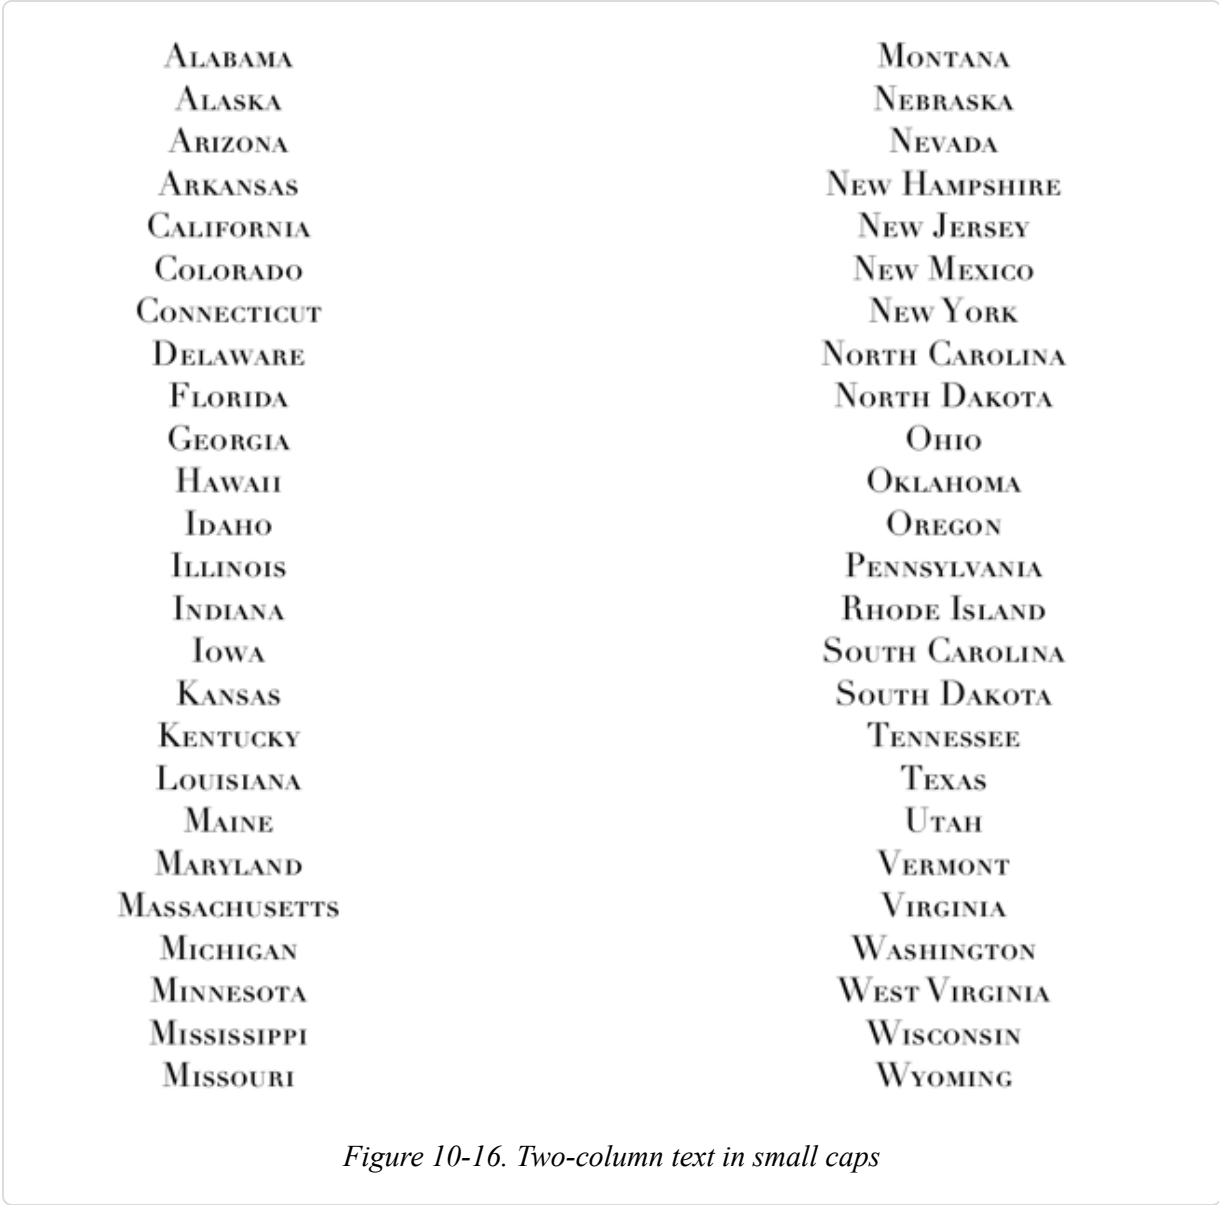 Alabama
Alaska
Arizona
Arkansas
California
Colorado
Connecticut
Delaware
Florida
Georgia
Hawaii
Idaho
Illinois
Indiana
Iowa
Kansas
Kentucky
Louisiana
Maine
Maryland
Massachusetts
Michigan
Minnesota
Mississippi
Missouri
Montana
Nebraska
Nevada
New Hampshire
New Jersey
New Mexico
New York
North Carolina
North Dakota
Ohio
Oklahoma
Oregon
Pennsylvania
Rhode Island
South Carolina
South Dakota
Tennessee
Texas
Utah
Vermont
Virginia
Washington
West Virginia
Wisconsin
Wyoming
Figure 10-16. Two-column text in small caps